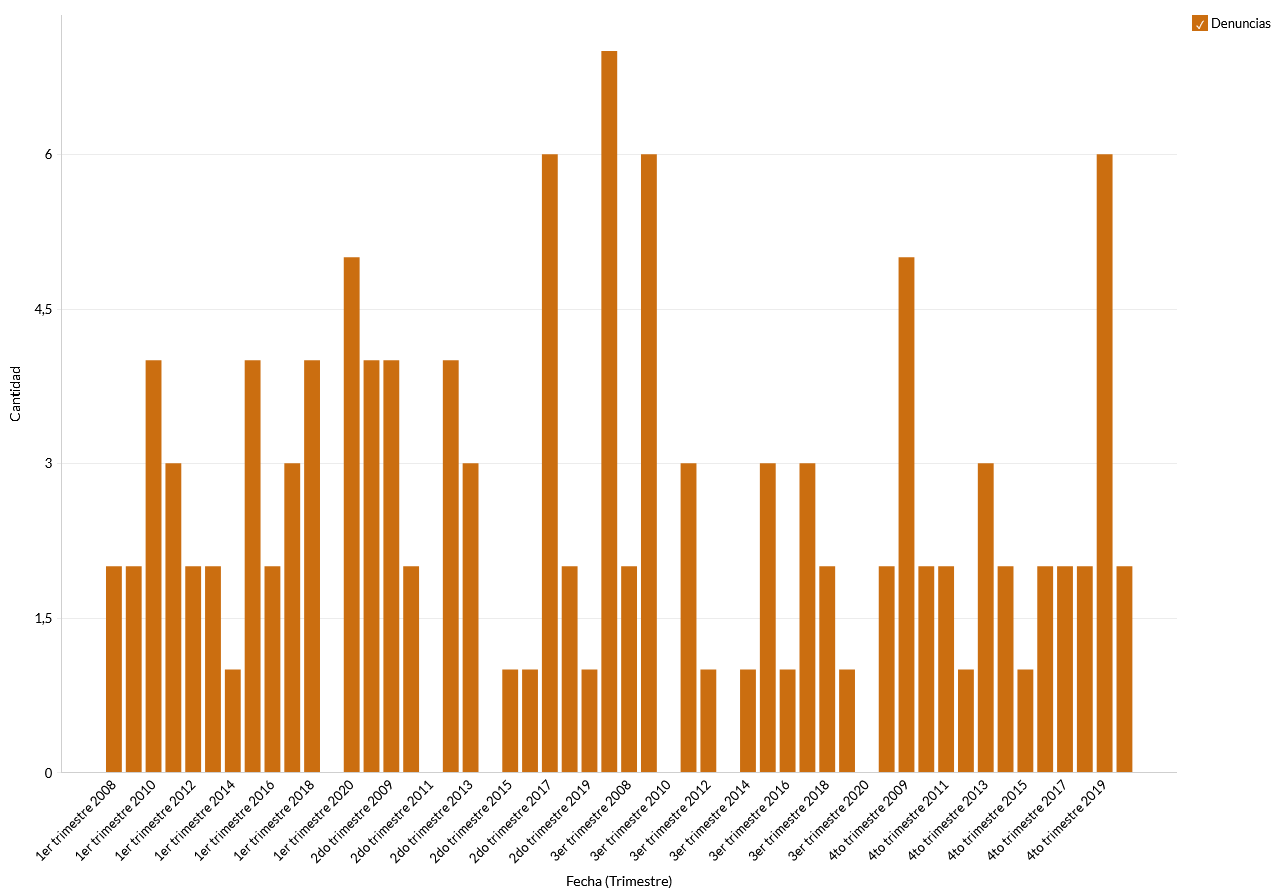 Denuncias
6
4,5
3
1,5
0
Cantidad
1er trimestre 2008
1er trimestre 2010
1er trimestre 2012
1er trimestre 2014
1er trimestre 2016
1er trimestre 2018
1er trimestre 2020
2do trimestre 2009
2do trimestre 2011
2do trimestre 2013
2do trimestre 2015
2do trimestre 2017
2do trimestre 2019
3er trimestre 2008
3er trimestre 2010
3er trimestre 2012
3er trimestre 2014
3er trimestre 2016
3er trimestre 2018
3er trimestre 2020
4to trimestre 2009
4to trimestre 2011
4to trimestre 2013
4to trimestre 2015
4to trimestre 2017
4to trimestre 2019
Fecha (Trimestre)